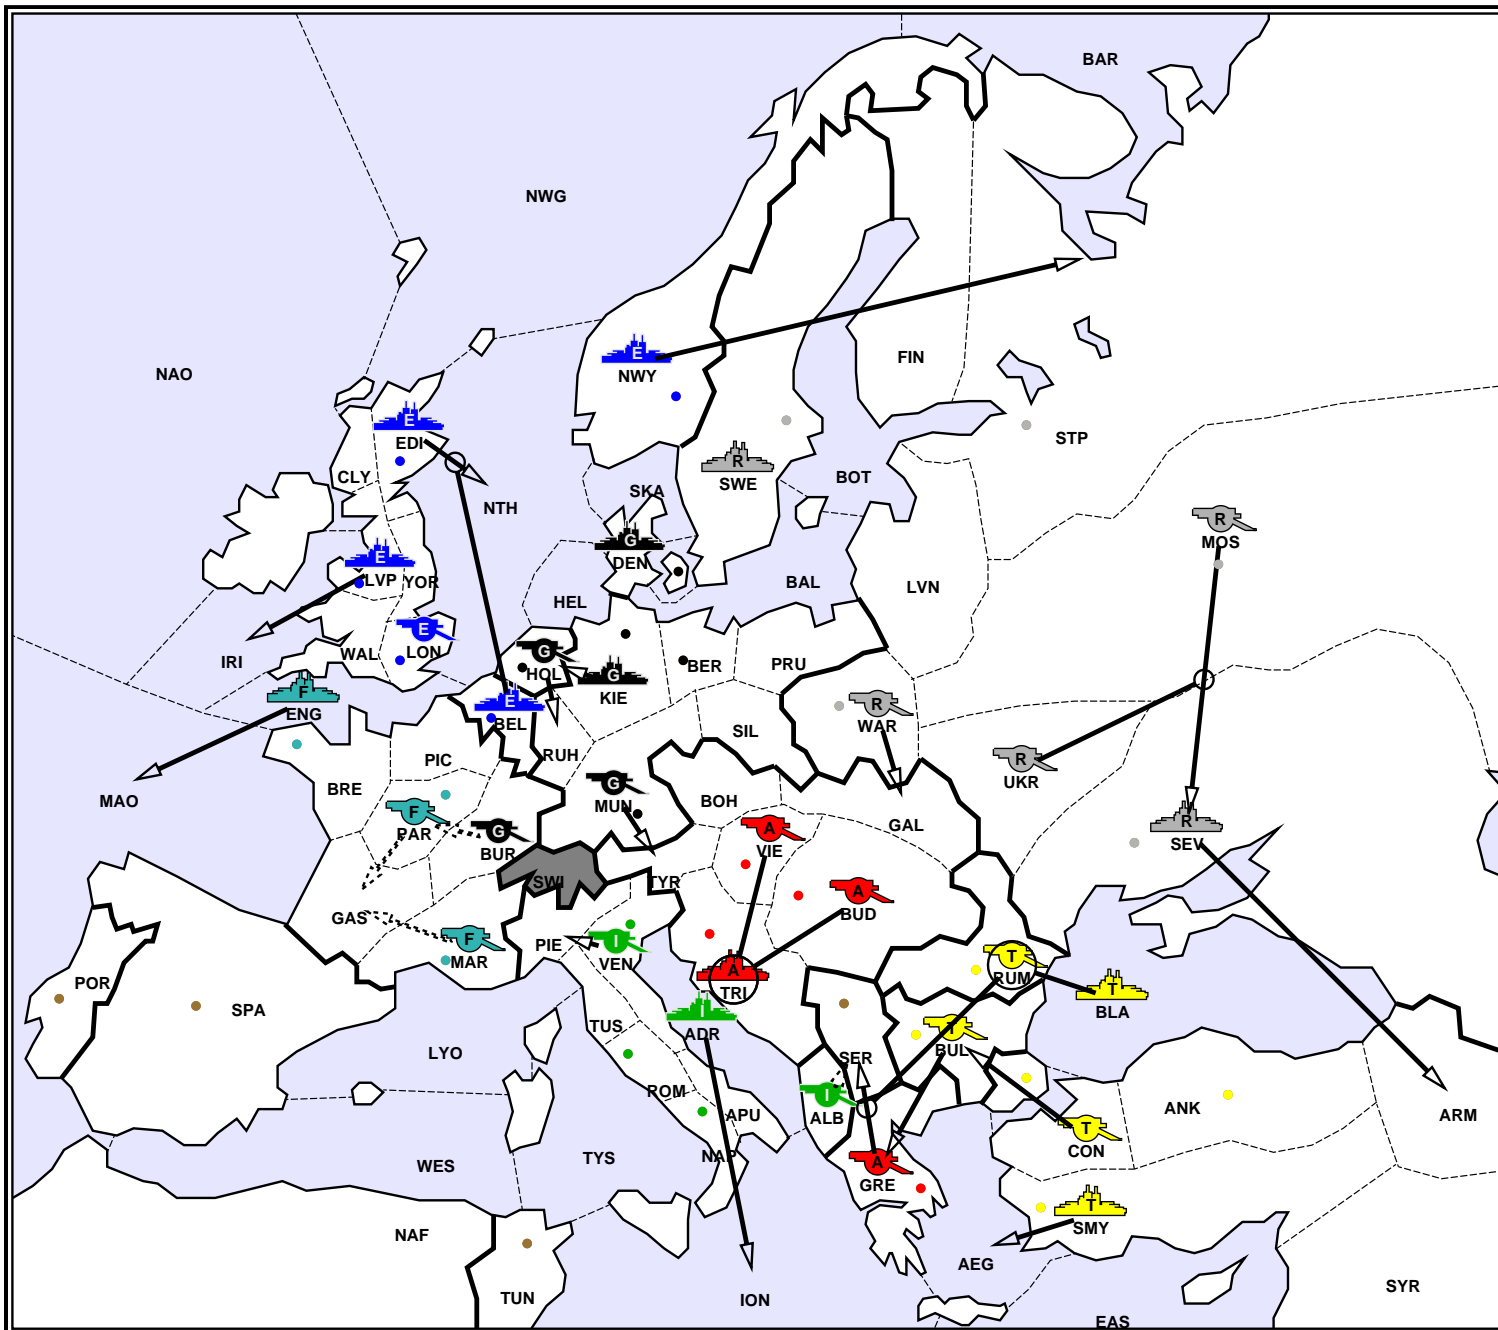 BAR
NWG
NAO
E
NWY
FIN
E
EDI
STP
CLY
R
SWE
BOT
SKA
NTH
R
MOS
G
DEN
E
LVP
YOR
BAL
LVN
HEL
E
LON
WAL
IRI
G
HOL
BER
PRU
G
KIE
F
ENG
E
BEL
R
WAR
SIL
RUH
PIC
R
UKR
BRE
MAO
G
MUN
BOH
F
PAR
GAL
R
SEV
G
BUR
A
VIE
SWI
TYR
A
BUD
GAS
F
MAR
PIE
I
VEN
T
RUM
A
TRI
POR
SPA
T
BLA
I
ADR
TUS
T
BUL
LYO
SER
ROM
I
ALB
APU
ANK
ARM
T
CON
NAP
TYS
WES
A
GRE
T
SMY
NAF
AEG
SYR
TUN
ION
EAS